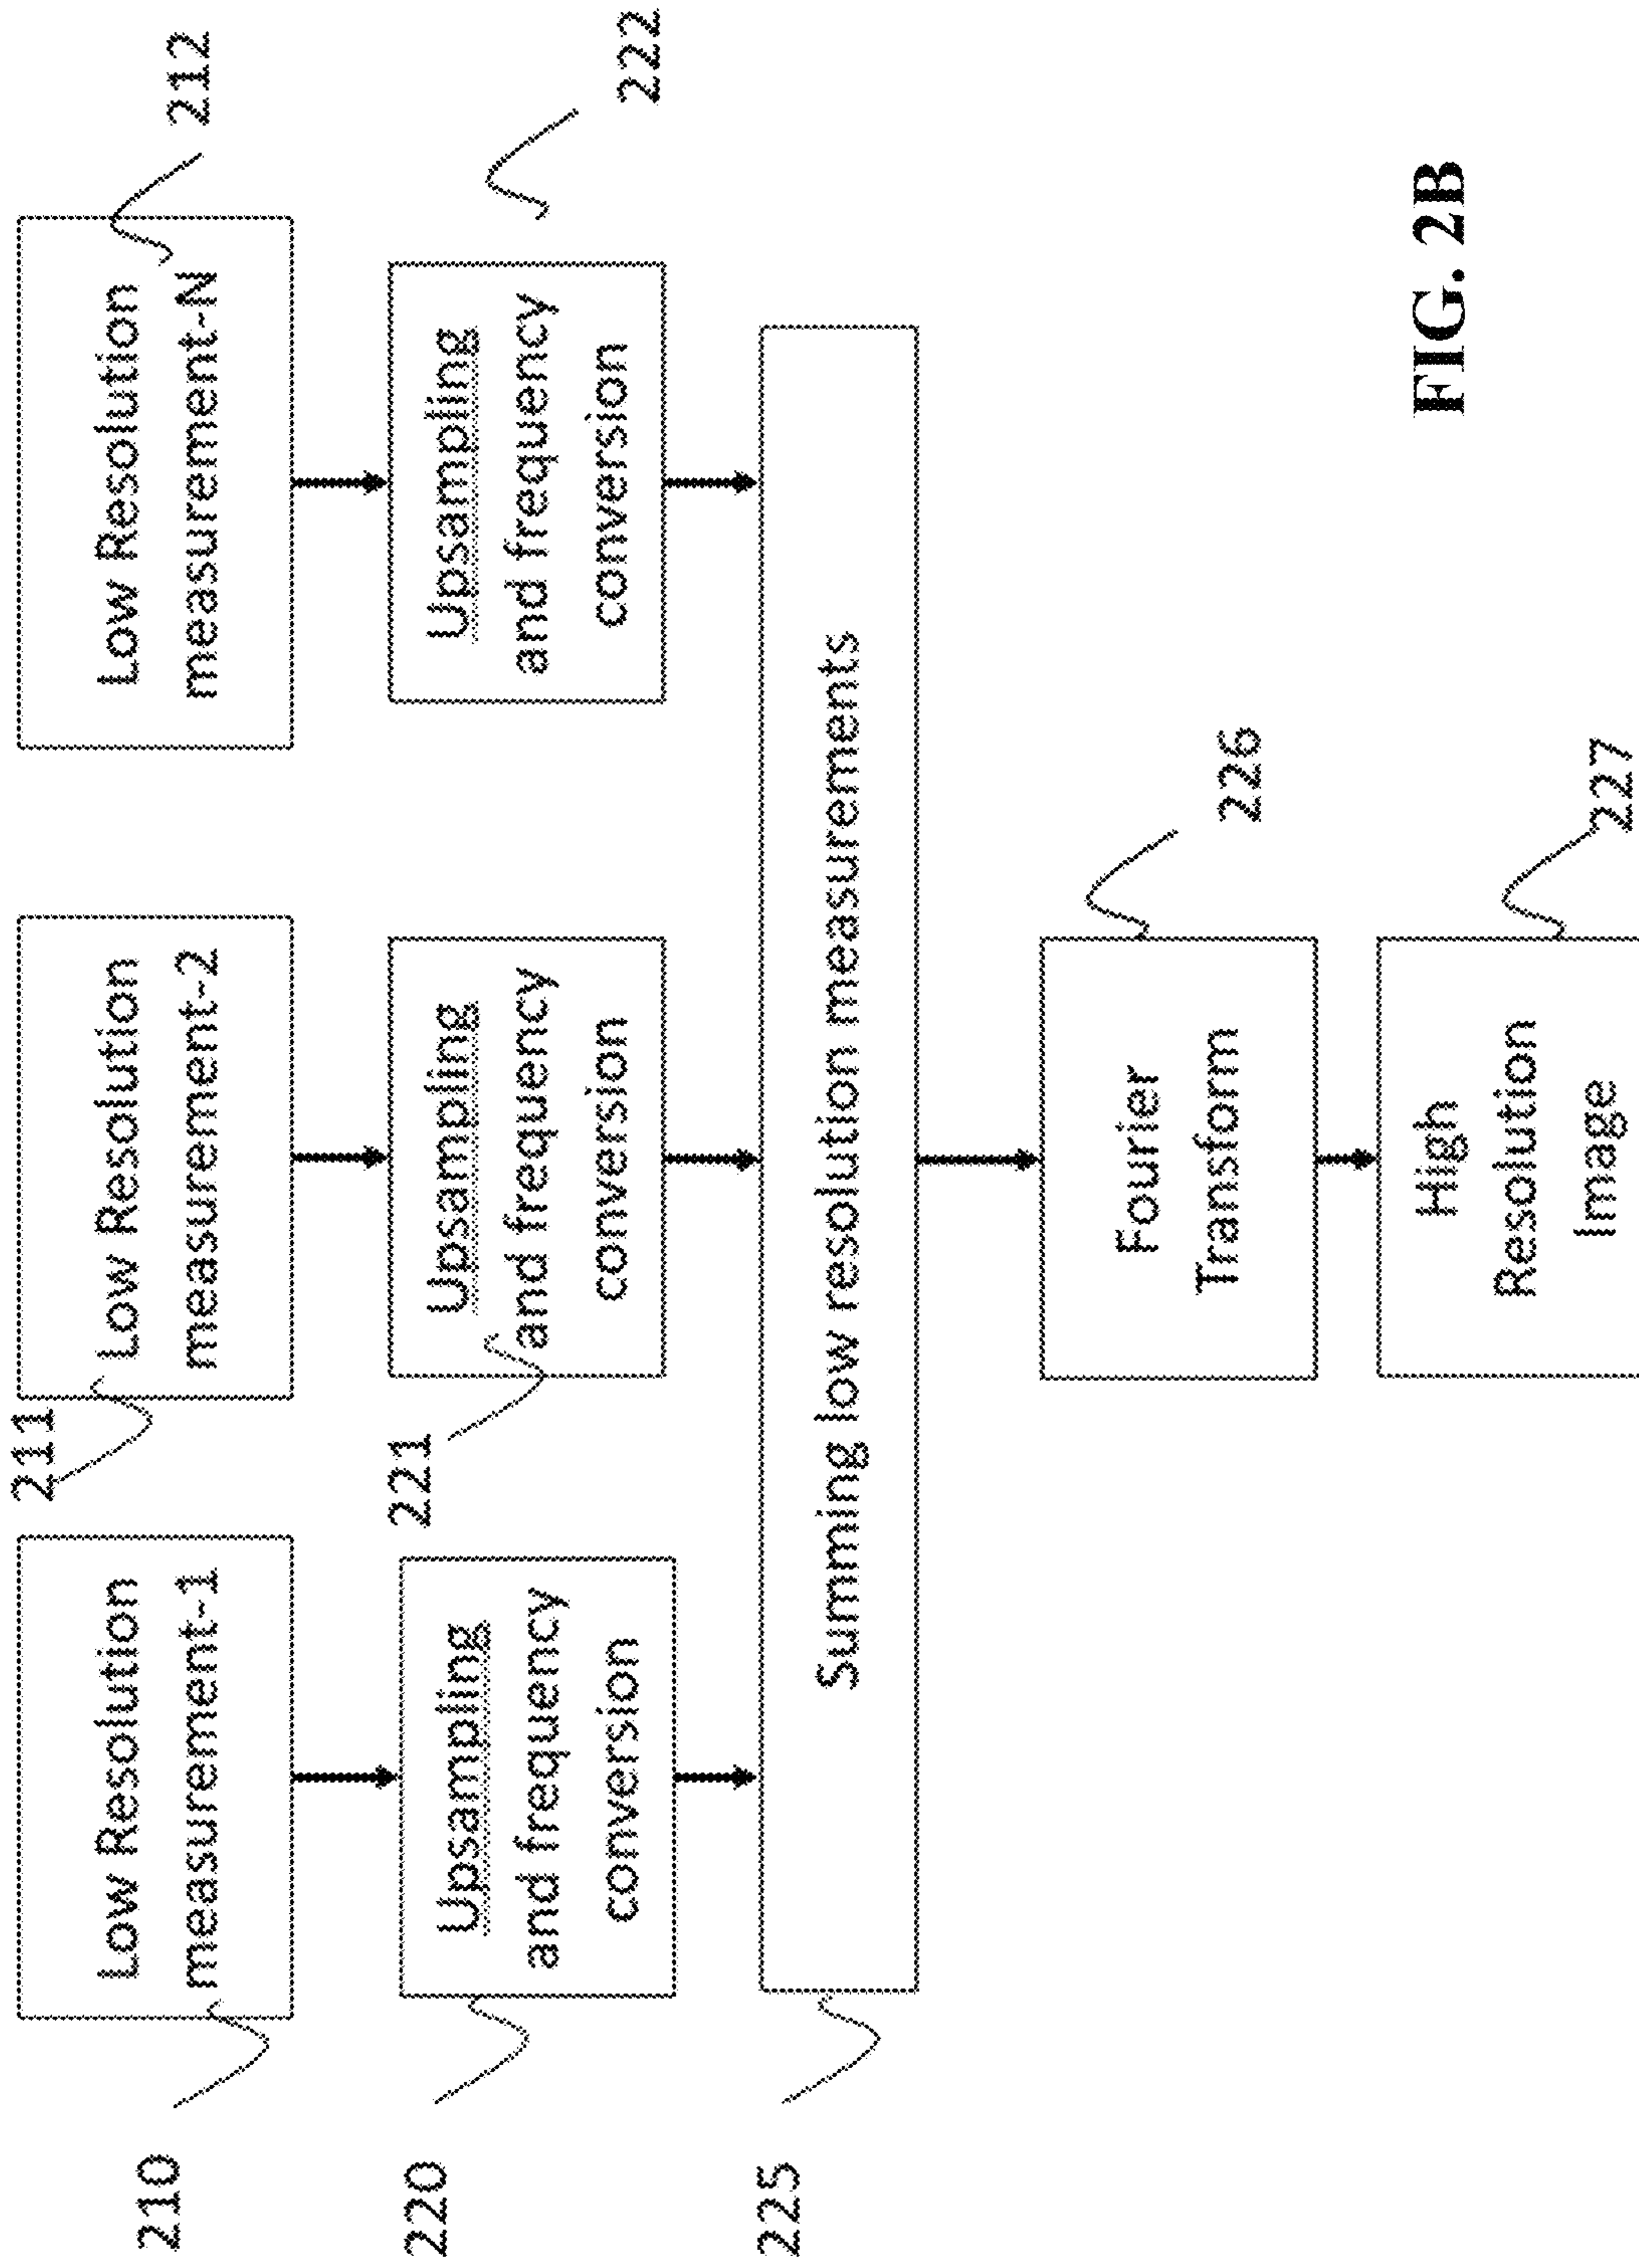 211
212
Low Resolution
measurement-1
Low Resolution
measurement-2
Low Resolution
measurement-N
210
221
222
Upsampling
and frequency
conversion
Upsampling
and frequency
conversion
Upsampling
and frequency
conversion
220
Summing low resolution measurements
225
Fourier
Transform
226
High
Resolution
Image
227
FIG. 2B